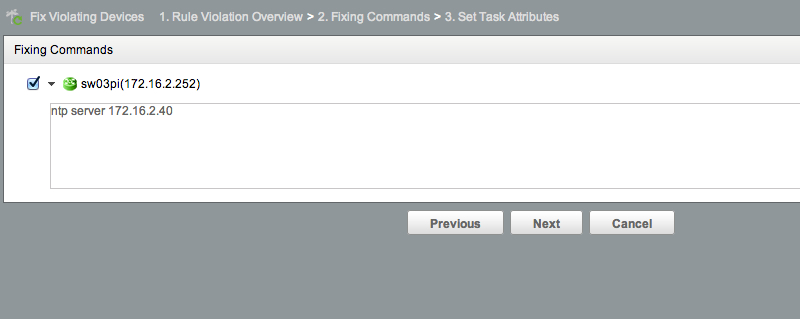 Fix Violating Devices 1. Rule Violation Overview > 2. Fixing Commands > 3. Set Task Attributes
Fixing Commands
sw03pi(172.16.2.252)
ntp server 172.16.2.40
Previous Next Cancel